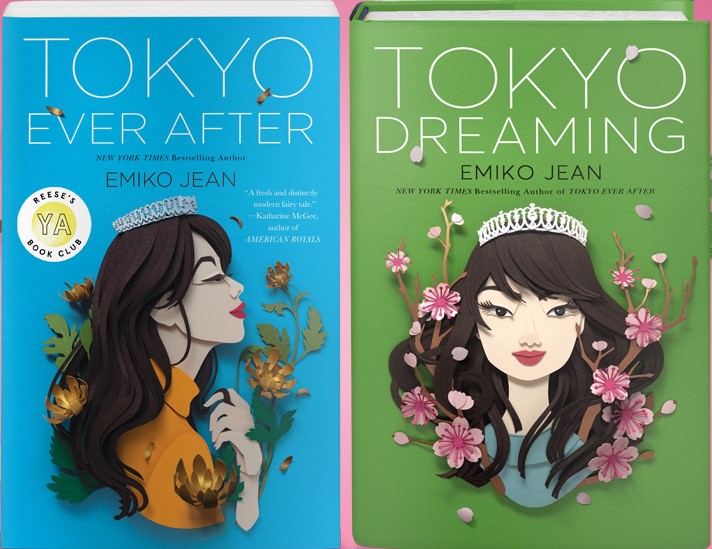 TOKYO
EVER AFTER
NEW YORK TIMES Bestselling Author
EMIKO JEAN
"A fresh and distinctly
modern fairy tale."
—Katharine McGee,
author of
AMERICAN ROYALS
REESE'S
YA
BOOK CLUB
TOKYO
DREAMING
EMIKO JEAN
NEW YORK TIMES Bestselling Author of TOKYO EVER AFTER